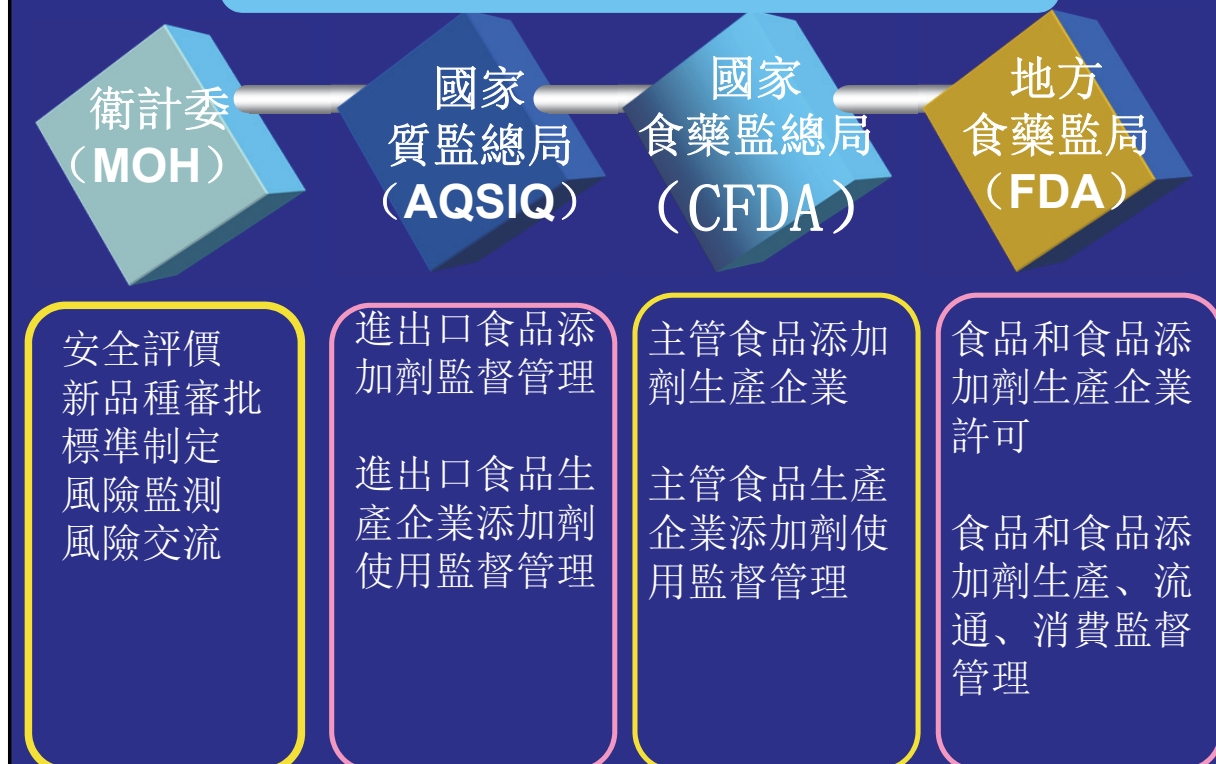 衛計委
（MOH）
國家
質監總局
（AQSIQ）
國家
食藥監總局
（CFDA）
地方
食藥監局
（FDA）
安全評價
新品種審批
標準制定
風險監測
風險交流
進出口食品添
加劑監督管理
進出口食品生
產企業添加劑
使用監督管理
主管食品添加
劑生產企業
主管食品生產
企業添加劑使
用監督管理
食品和食品添
加劑生產企業
許可
食品和食品添
加劑生產、流
通、消費監督
管理